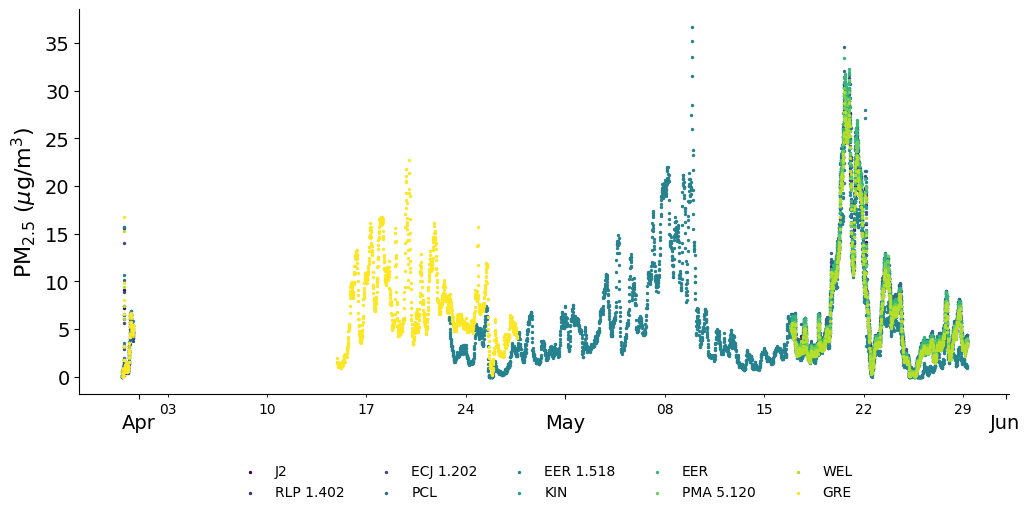 PM2.5 (μg/m3)
35
30
25
20
15
10
5
0
03 10 17 24 08 15 22 29
Apr May Jun
J2 ECJ 1.202 EER 1.518 EER WEL
RLP 1.402 PCL KIN PMA 5.120 GRE